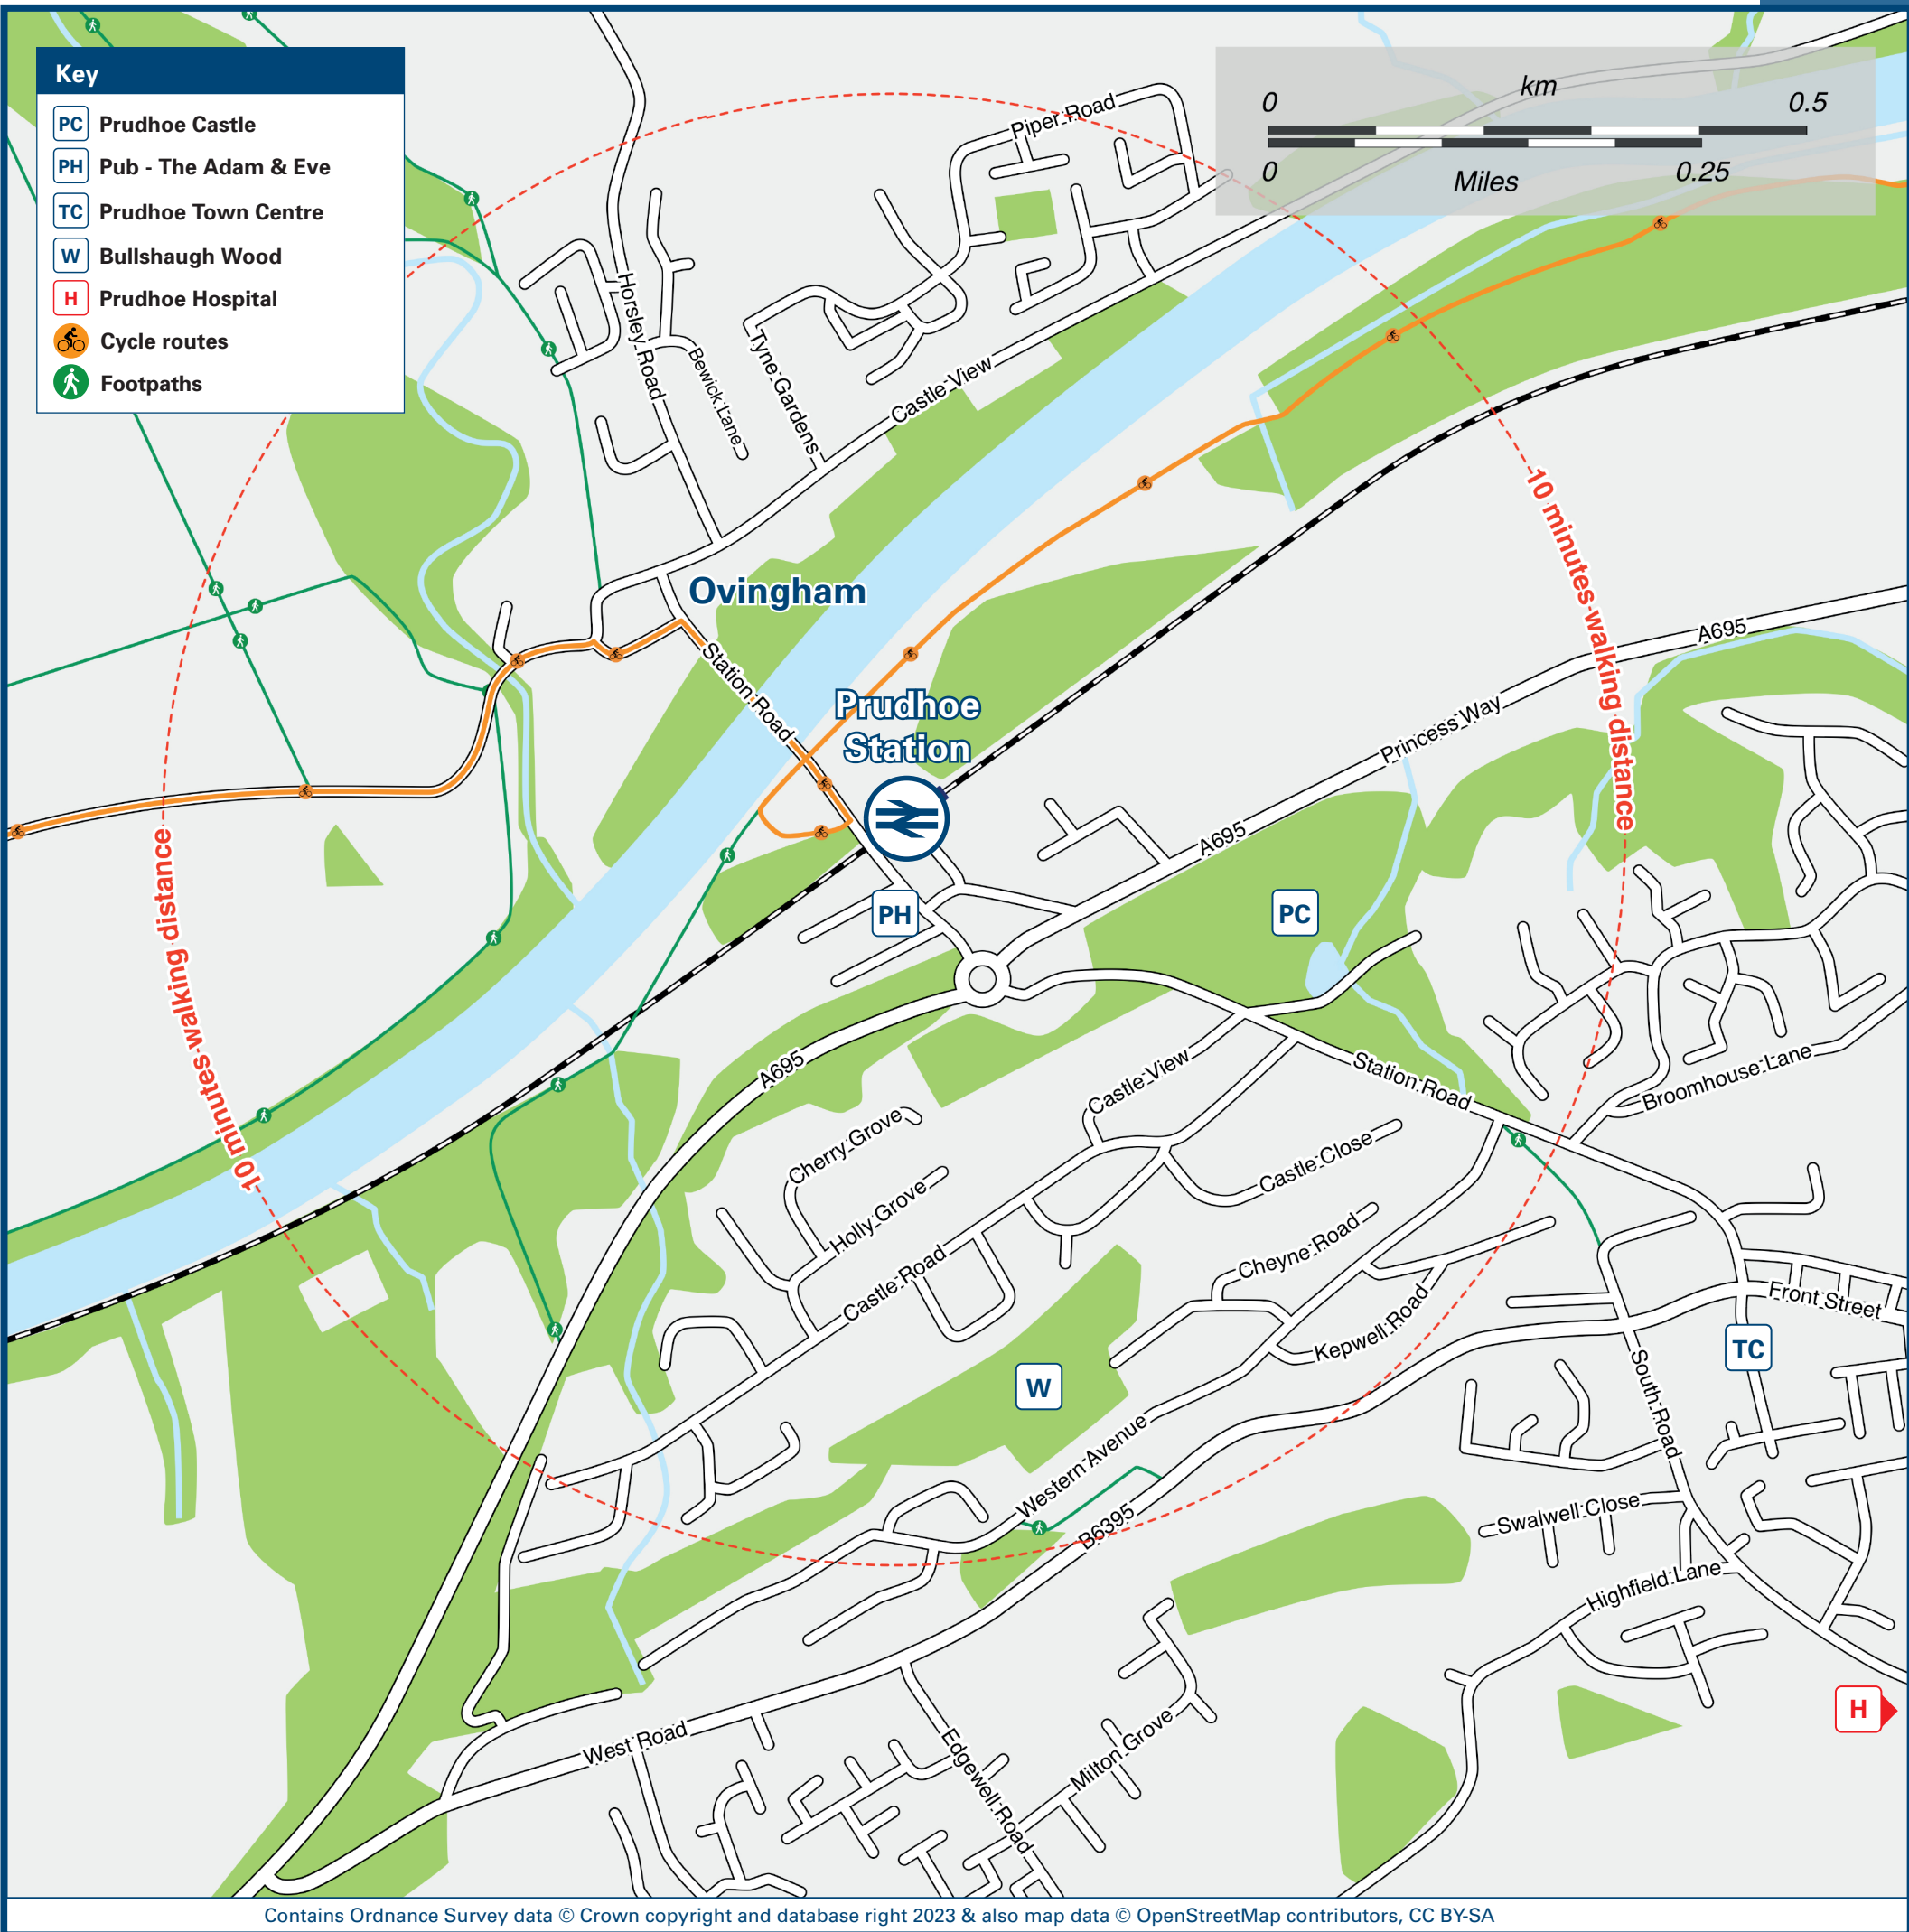 Key
PC Prudhoe Castle
PH Pub - The Adam & Eve
TC Prudhoe Town Centre
W Bullshaugh Wood
H Prudhoe Hospital
Cycle routes
Footpaths
km
0 0.5
0 0.25
Miles
Piper Road
Horsley Road
Bewick Lane
Tyne Gardens
Castle View
10 minutes walking distance
Ovingham
A695
Station Road
Prudhoe
Station
Princess Way
A695
10 minutes walking distance
PH
PC
A695
Castle View
Station Road
Broomhouse Lane
Cherry Grove
Castle Close
Holly Grove
Cheyne Road
Castle Road
Front Street
Kepwell Road
TC
W
South Road
Western Avenue
B6395
Swalwell Close
Highfield Lane
H
West Road
Edgewell Road
Milton Grove
Contains Ordnance Survey data © Crown copyright and database right 2023 & also map data © OpenStreetMap contributors, CC BY-SA